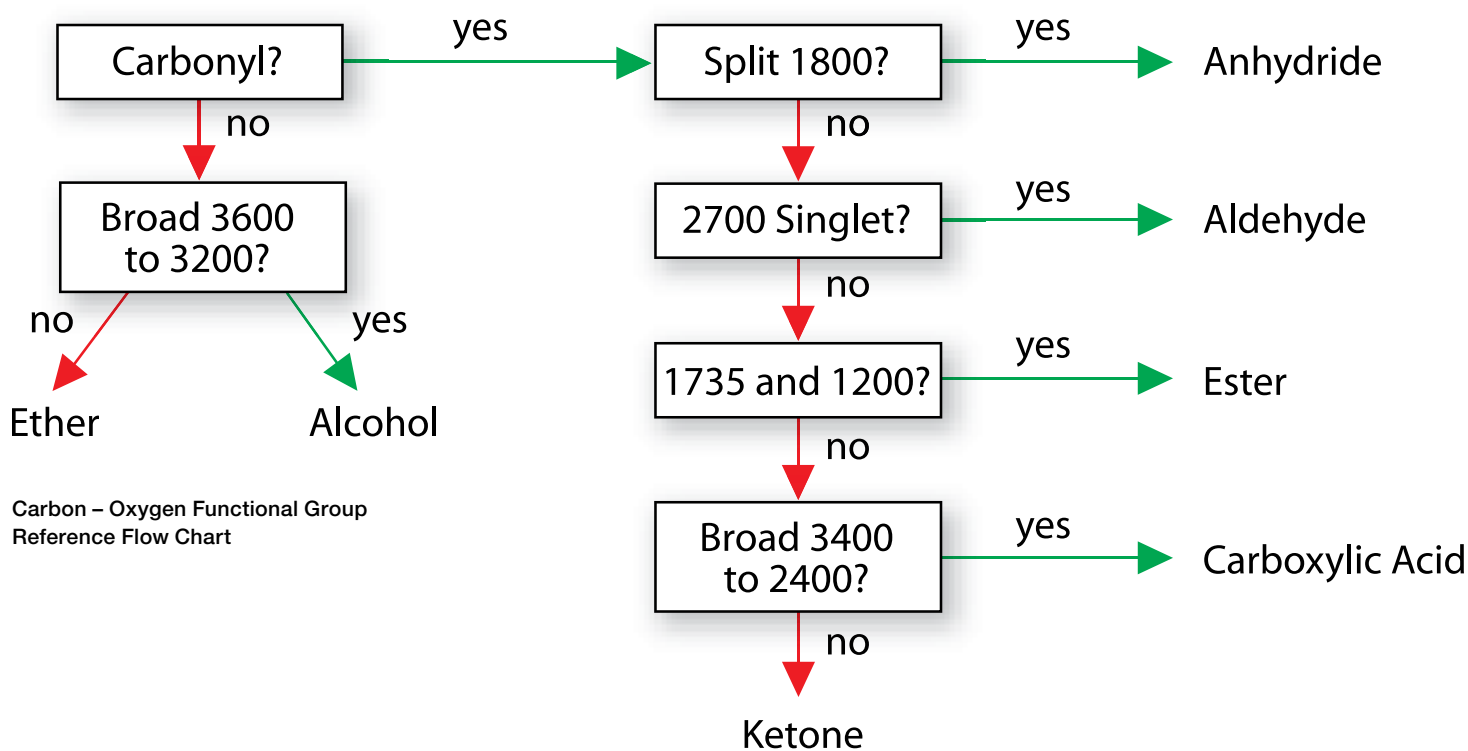 Carbonyl?
yes
Split 1800?
yes
Anhydride
no
no
Broad 3600
to 3200?
2700 Singlet?
yes
Aldehyde
no
no
yes
1735 and 1200?
yes
Ester
Ether
Alcohol
no
Carbon – Oxygen Functional Group
Reference Flow Chart
Broad 3400
to 2400?
yes
Carboxylic Acid
no
Ketone